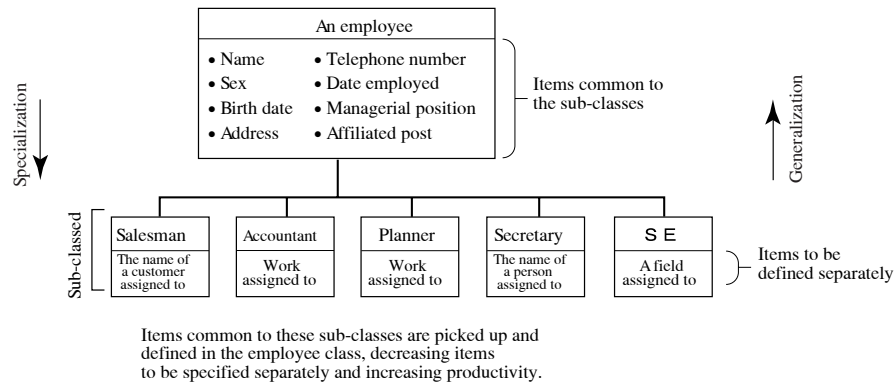 An employee
• Name
• Sex
• Birth date
• Address
• Telephone number
• Date employed
• Managerial position
• Affiliated post
Items common to
the sub-classes
Specialization
Generalization
Sub-classed
Salesman
The name of
a customer
assigned to
Accountant
Work
assigned to
Planner
Work
assigned to
Secretary
The name of
a person
assigned to
S E
A field
assigned to
Items to be
defined separately
Items common to these sub-classes are picked up and
defined in the employee class, decreasing items
to be specified separately and increasing productivity.